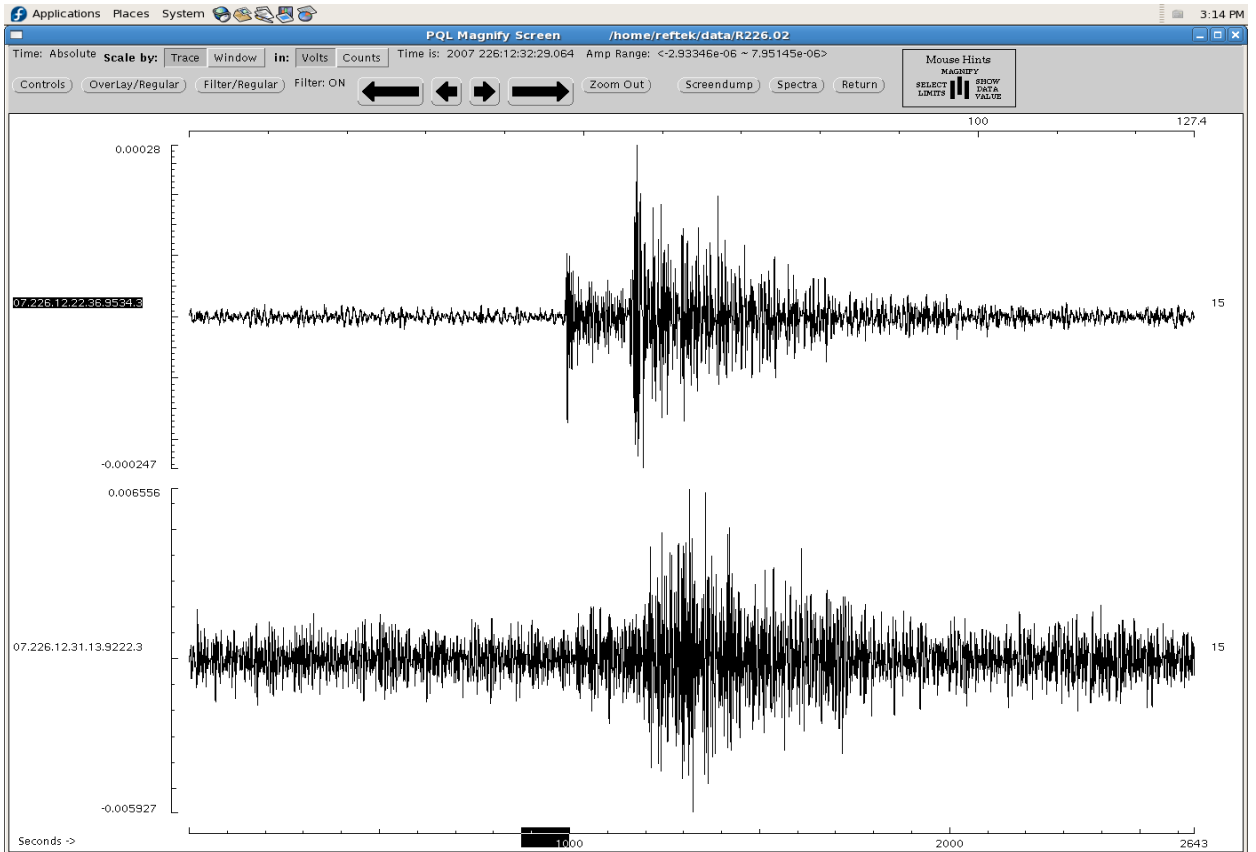 Applications Places System 3:14 PM
PQL Magnify Screen /home/reftek/data/R226.02
Time: Absolute Scale by: Trace Window in: Volts Counts Time is: 2007 226:12:32:29.064 Amp Range: <-2.93346e-06 ~ 7.95145e-06>
Controls OverLay/Regular Filter/Regular Filter: ON Zoom Out Screendump Spectra Return
Mouse Hints
MAGNIFY
SELECT LIMITS
SHOW DATA VALUE
100 127.4
0.00028
07.226.12.22.36.9534.3 15
-0.000247
0.006556
07.226.12.31.13.9222.3 15
-0.005927
Seconds -> 1000 2000 2643